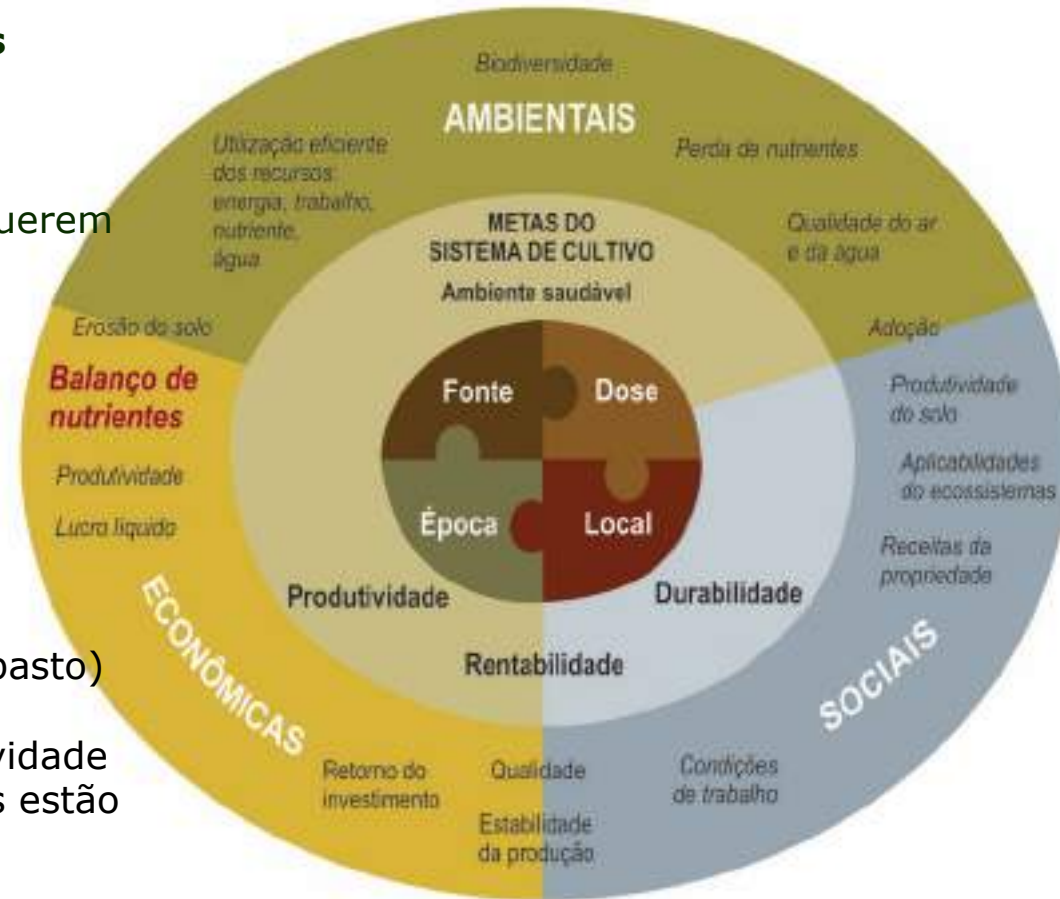 s
uerem
pasto)
vidade
s estão
Biodiversidade
AMBIENTAIS
Utilização eficiente
dos recursos:
energia, trabalho,
nutriente,
água
Perda de nutrientes
Qualidade do ar
e da água
METAS DO
SISTEMA DE CULTIVO
Ambiente saudável
Erosão do solo
Adoção
Balanço de
nutrientes
Produtividade
Lucro líquido
Fonte
Dose
Época
Local
Produtividade
do solo
Aplicabilidades
do ecossistemas
Receitas da
propriedade
Produtividade
Durabilidade
Rentabilidade
ECONÔMICAS
SOCIAIS
Retorno do
investimento
Qualidade
Estabilidade
da produção
Condições
de trabalho